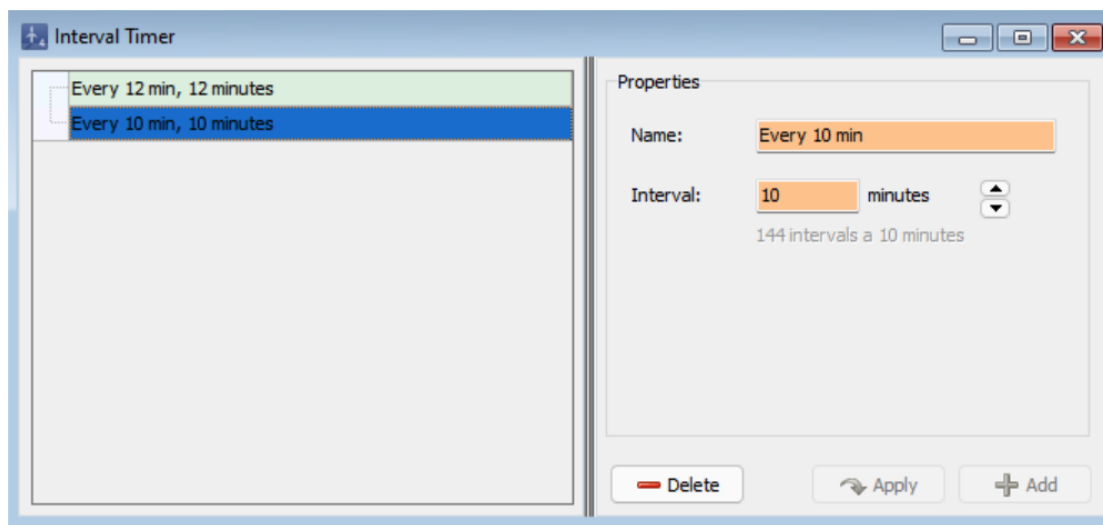 Interval Timer
Every 12 min, 12 minutes
Every 10 min, 10 minutes
Properties
Name: Every 10 min
Interval: 10 minutes
144 intervals a 10 minutes
Delete Apply Add